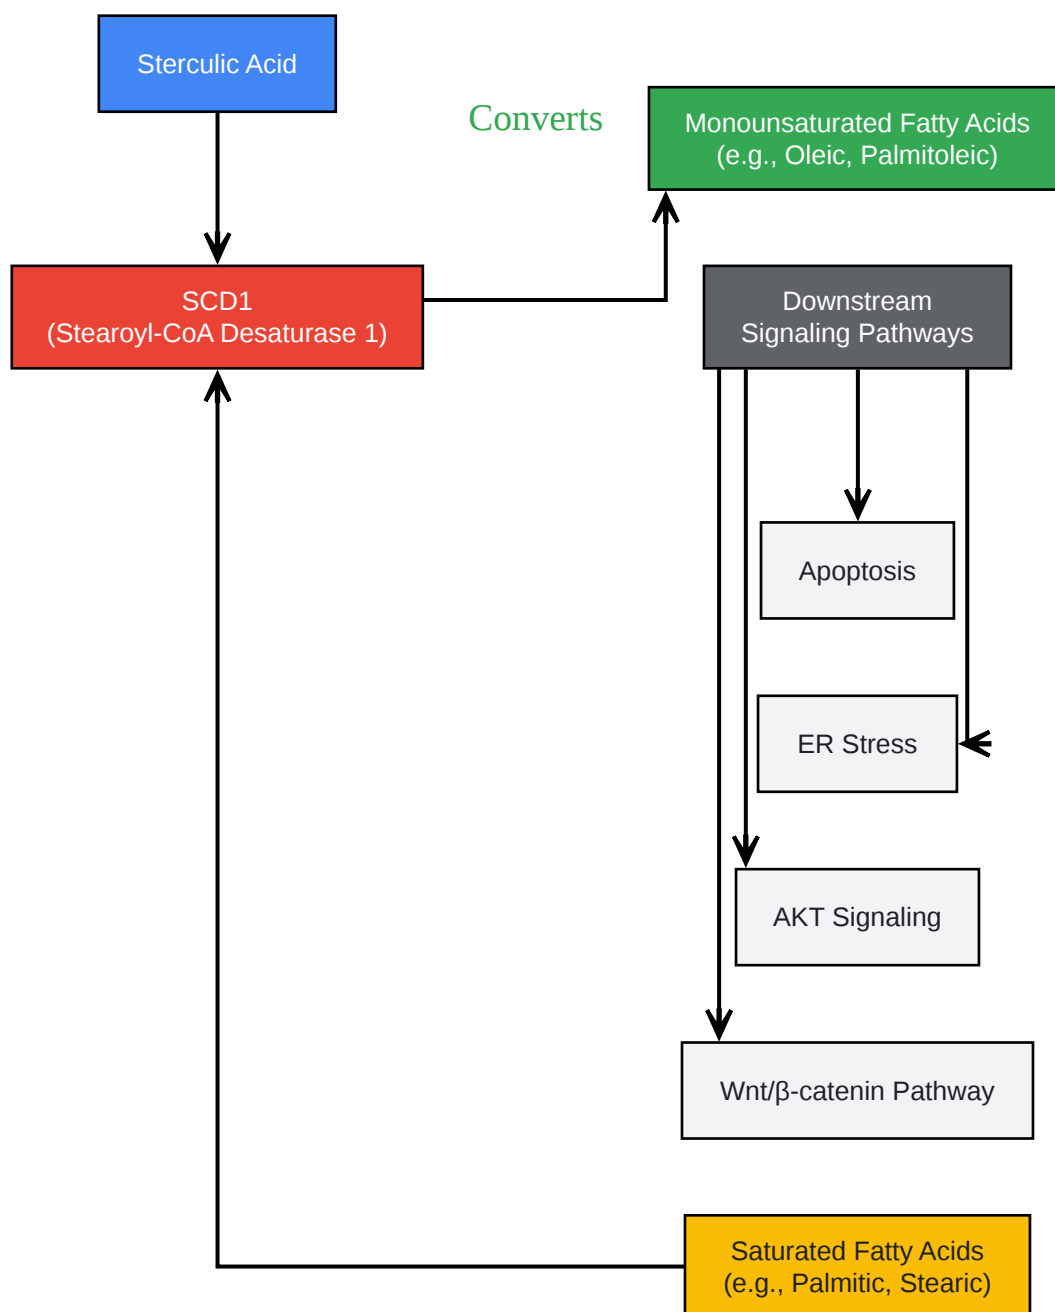 Sterculic Acid
Converts
Monounsaturated Fatty Acids
(e.g., Oleic, Palmitoleic)
SCD1
(Stearoyl-CoA Desaturase 1)
Downstream
Signaling Pathways
Apoptosis
ER Stress
AKT Signaling
Wnt/β-catenin Pathway
Saturated Fatty Acids
(e.g., Palmitic, Stearic)